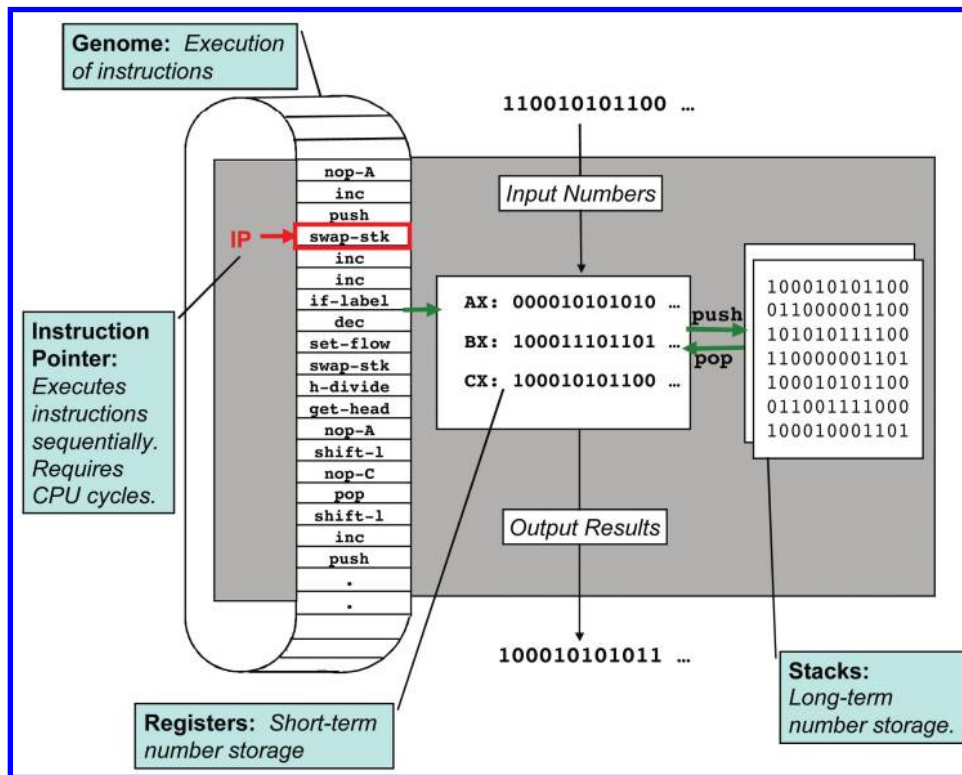 Genome: Execution
of instructions
110010101100 …
nop-A
inc
push
swap-stk
inc
inc
if-label
dec
set-flow
swap-stk
h-divide
get-head
nop-A
shift-l
nop-C
pop
shift-l
inc
push
.
.
IP
Instruction
Pointer:
Executes
instructions
sequentially.
Requires
CPU cycles.
Input Numbers
AX: 000010101010 …
BX: 100011101101 …
CX: 100010101100 …
push
pop
100010101100
011000001100
101010111100
110000001101
100010101100
011001111000
100010001101
Output Results
100010101011 …
Registers: Short-term
number storage
Stacks:
Long-term
number storage.